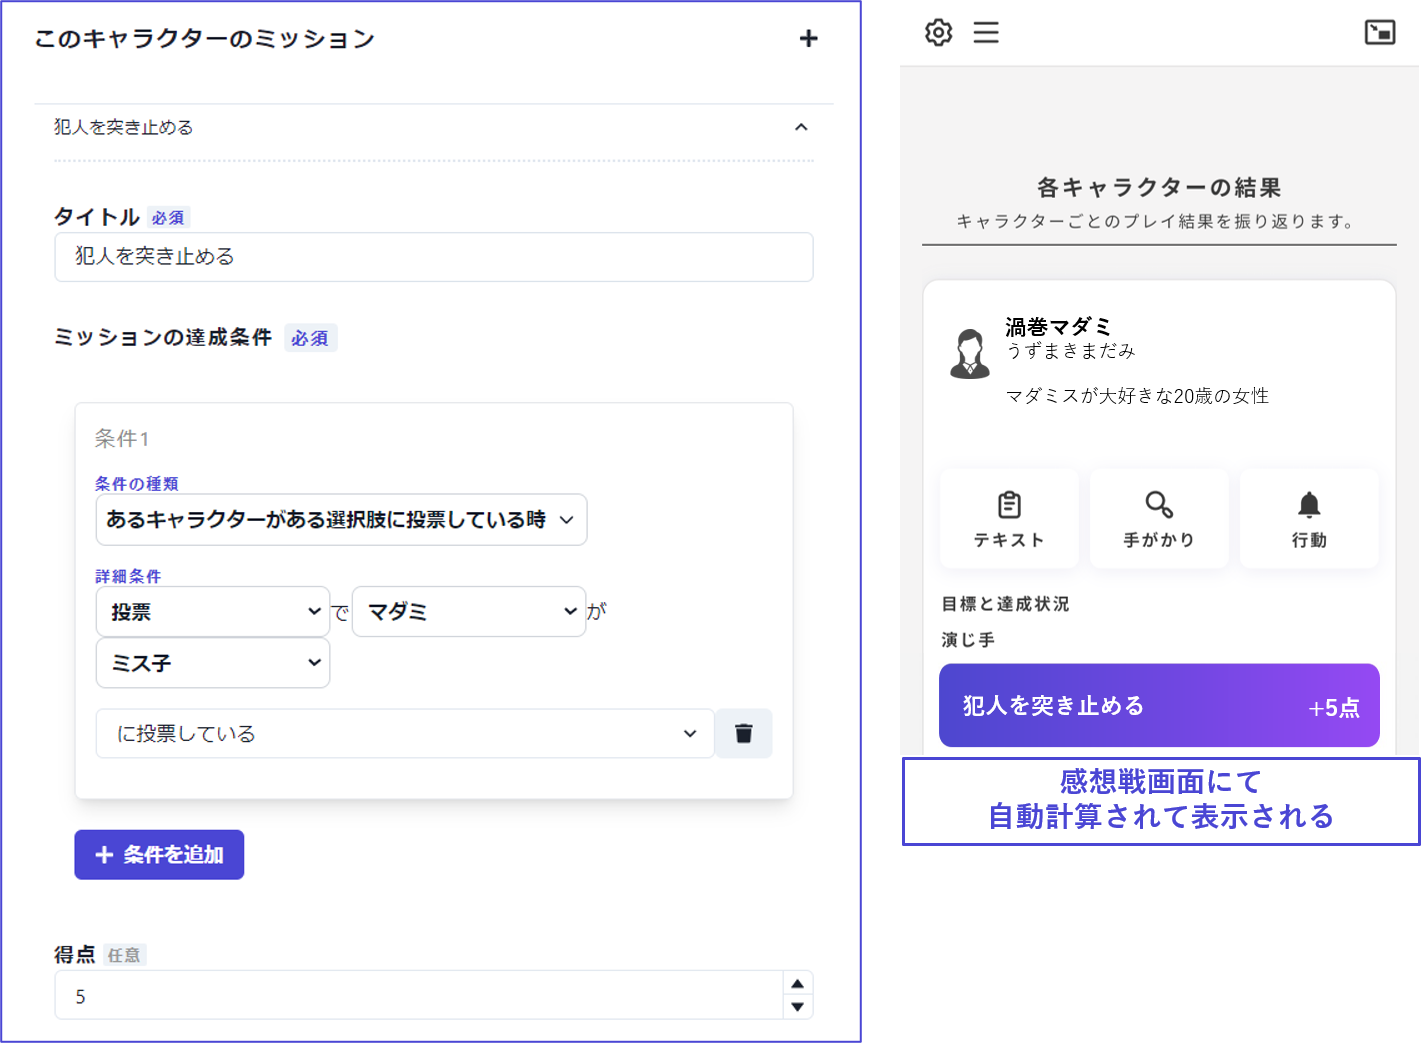 このキャラクターのミッション
犯人を突き止める
タイトル 必須
犯人を突き止める
ミッションの達成条件 必須
条件1
条件の種類
あるキャラクターがある選択肢に投票している時
詳細条件
投票 で マダミ が
ミス子
に投票している
+ 条件を追加
得点 任意
5
各キャラクターの結果
キャラクターごとのプレイ結果を振り返ります。
渦巻マダミ
うずまきまだみ
マダミスが大好きな20歳の女性
テキスト 手がかり 行動
目標と達成状況
演じ手
犯人を突き止める +5点
感想戦画面にて
自動計算されて表示される